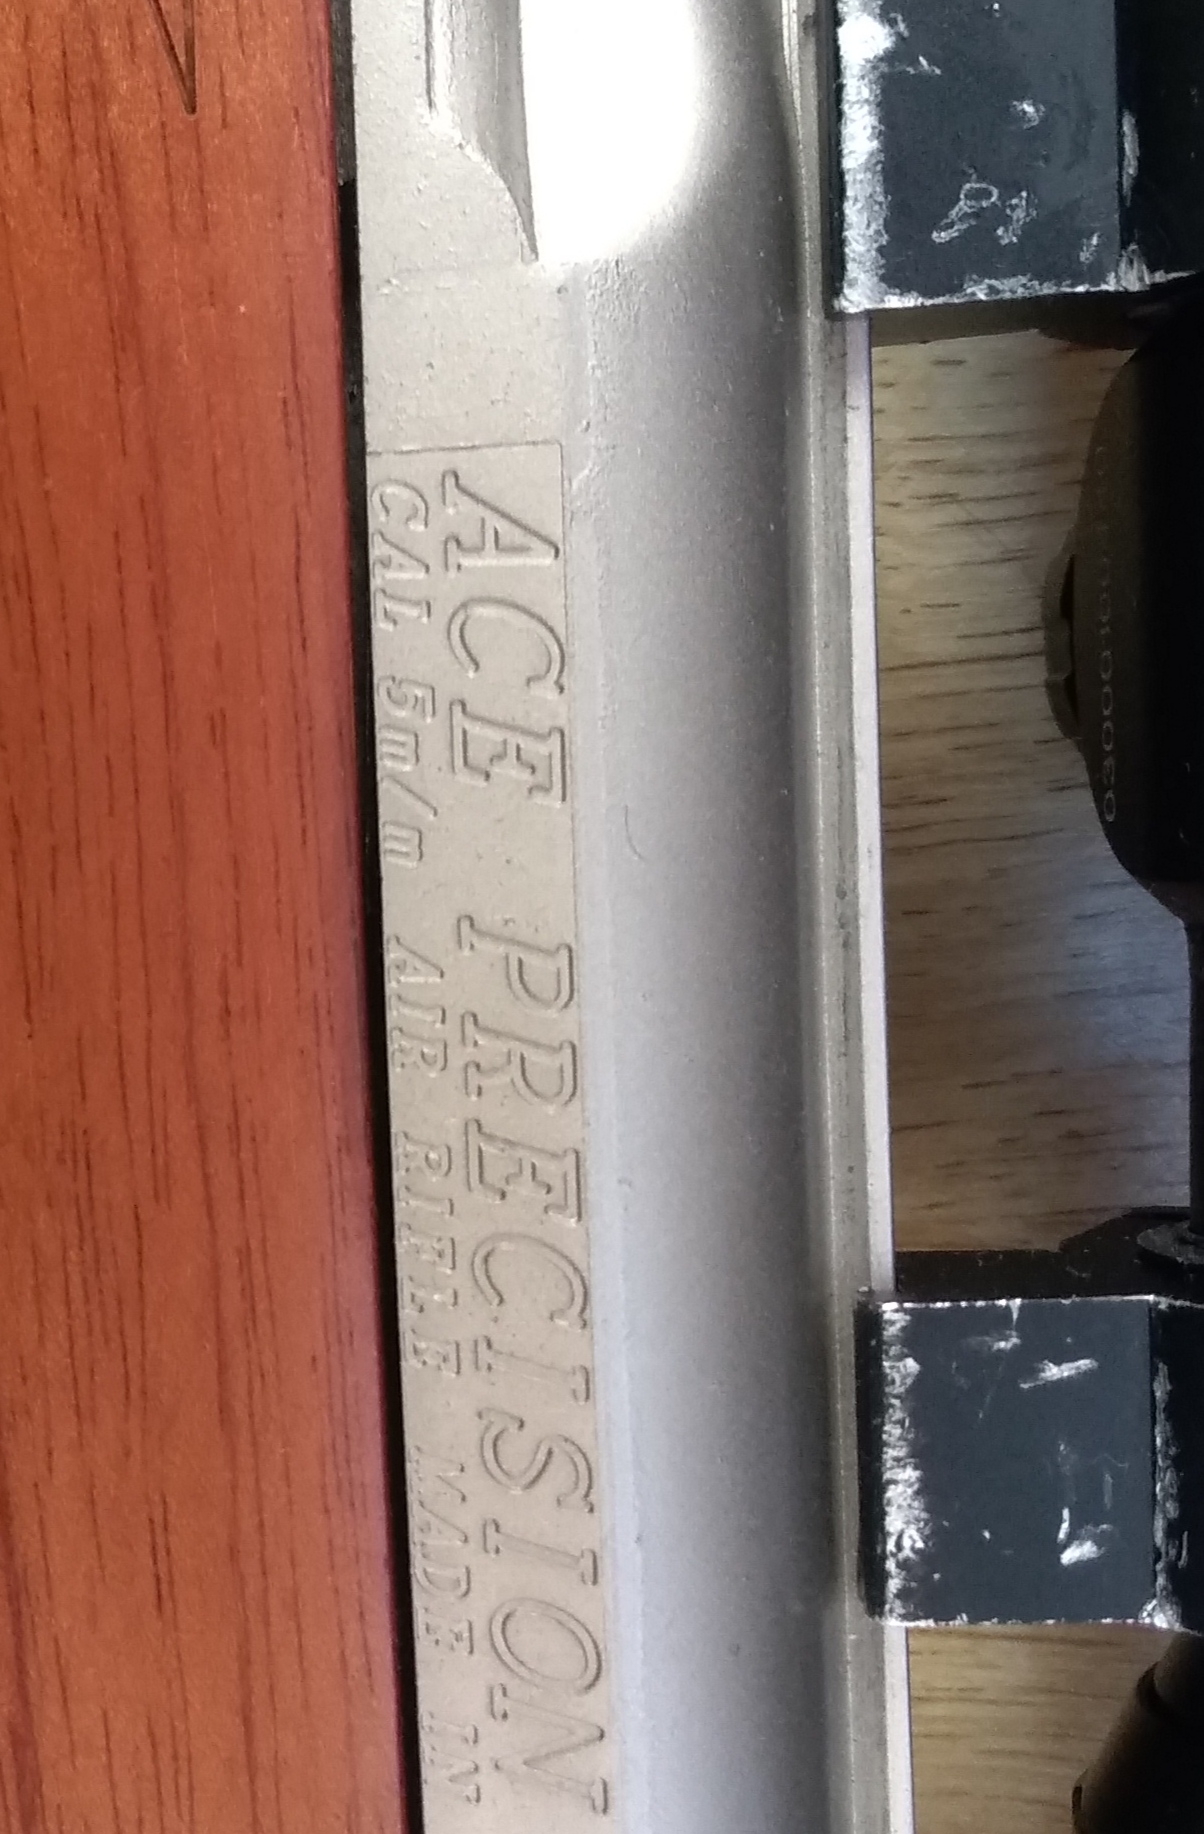 ACE PRECISION
CAL 5m/m AIR RIFLE MADE IN